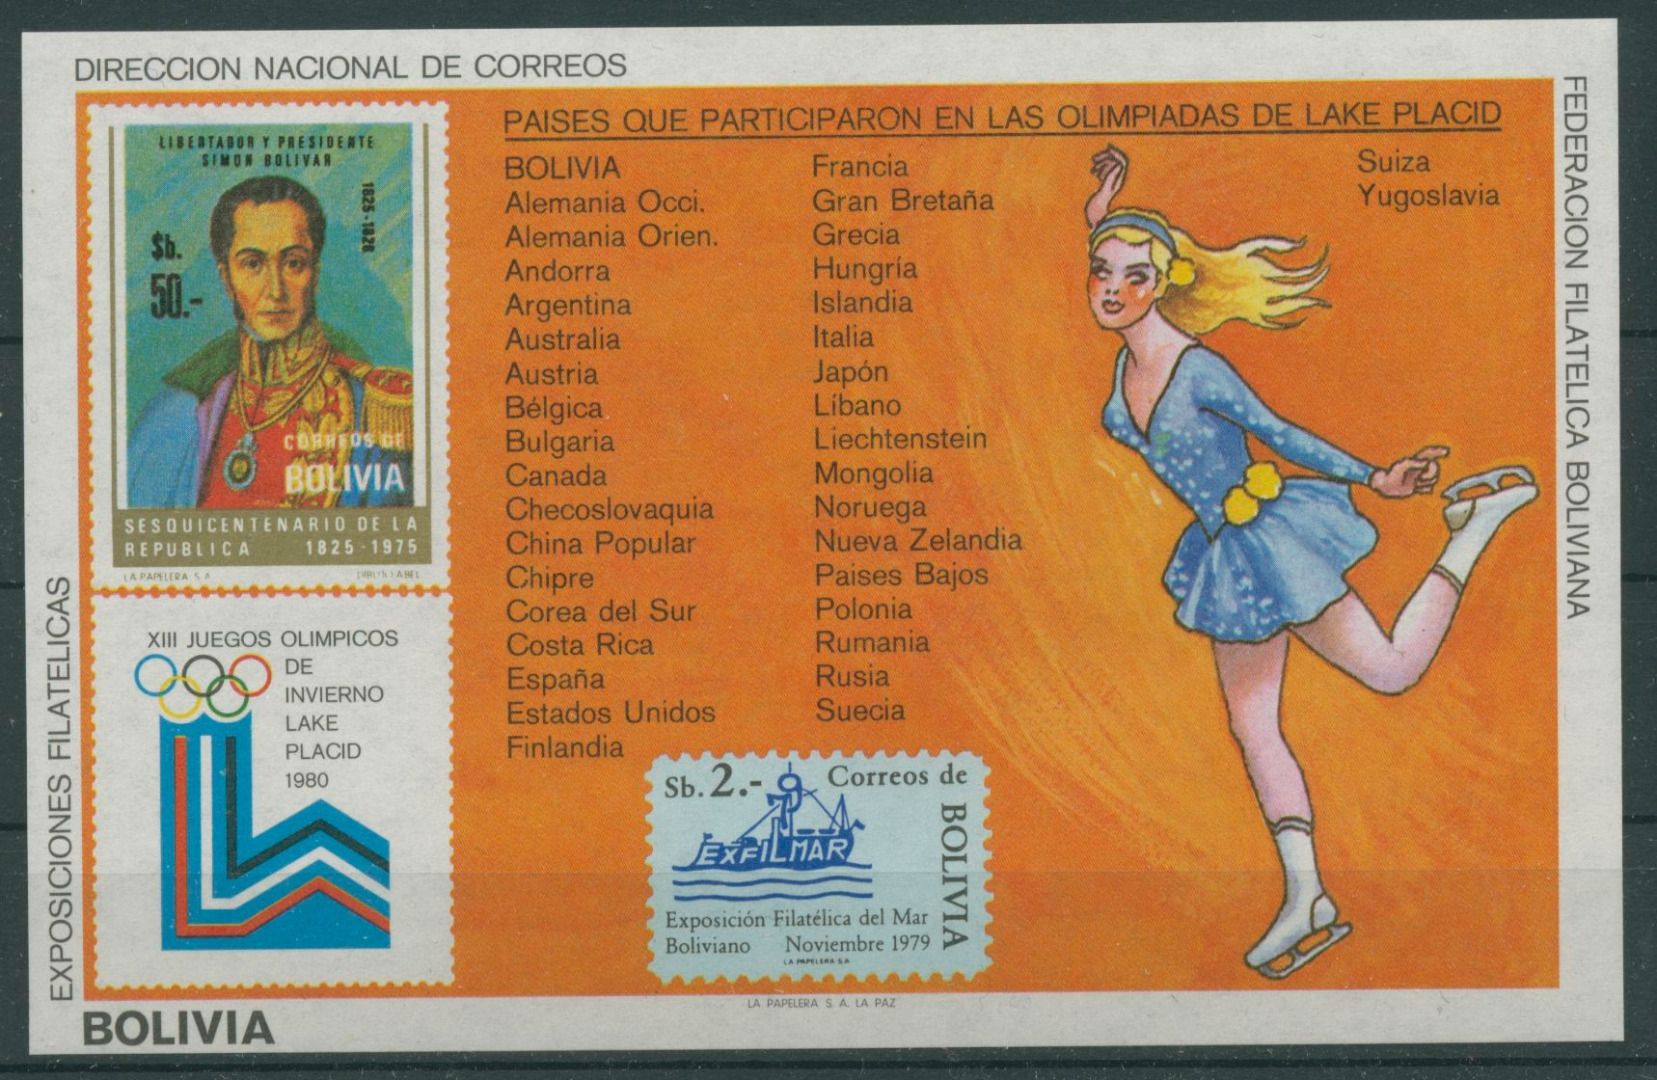 DIRECCION NACIONAL DE CORREOS
FEDERACION FILATELICA BOLIVIANA
EXPOSICIONES FILATELICAS
LIBERTADOR Y PRESIDENTE
SIMON BOLIVAR
1825-1826
$b.
50.-
CORREOS DE
BOLIVIA
SESQUICENTENARIO DE LA
REPUBLICA 1825-1975
LA PAPELERA S.A.
XIII JUEGOS OLIMPICOS
DE
INVIERNO
LAKE
PLACID
1980
PAISES QUE PARTICIPARON EN LAS OLIMPIADAS DE LAKE PLACID
BOLIVIA
Alemania Occi.
Alemania Orien.
Andorra
Argentina
Australia
Austria
Bélgica
Bulgaria
Canada
Checoslovaquia
China Popular
Chipre
Corea del Sur
Costa Rica
España
Estados Unidos
Finlandia
Francia
Gran Bretaña
Grecia
Hungría
Islandia
Italia
Japón
Líbano
Liechtenstein
Mongolia
Noruega
Nueva Zelandia
Paises Bajos
Polonia
Rumania
Rusia
Suecia
Suiza
Yugoslavia
Sb. 2.- Correos de
BOLIVIA
EXFILMAR
Exposición Filatélica del Mar
Boliviano Noviembre 1979
LA PAPELERA S.A.
LA PAPELERA S. A. LA PAZ
BOLIVIA